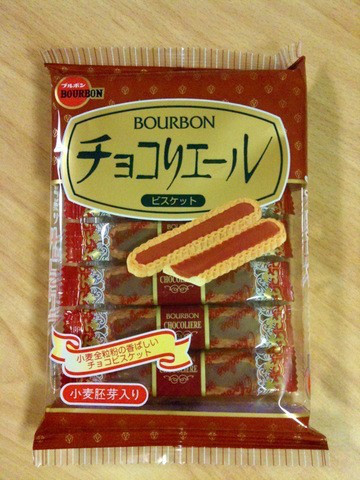 ブルボン
BOURBON
BOURBON
チョコリエール
ビスケット
CHOCOLIERE
BOURBON
CHOCOLIERE
小麦全粒粉の香ばしい
チョコビスケット
小麦胚芽入り